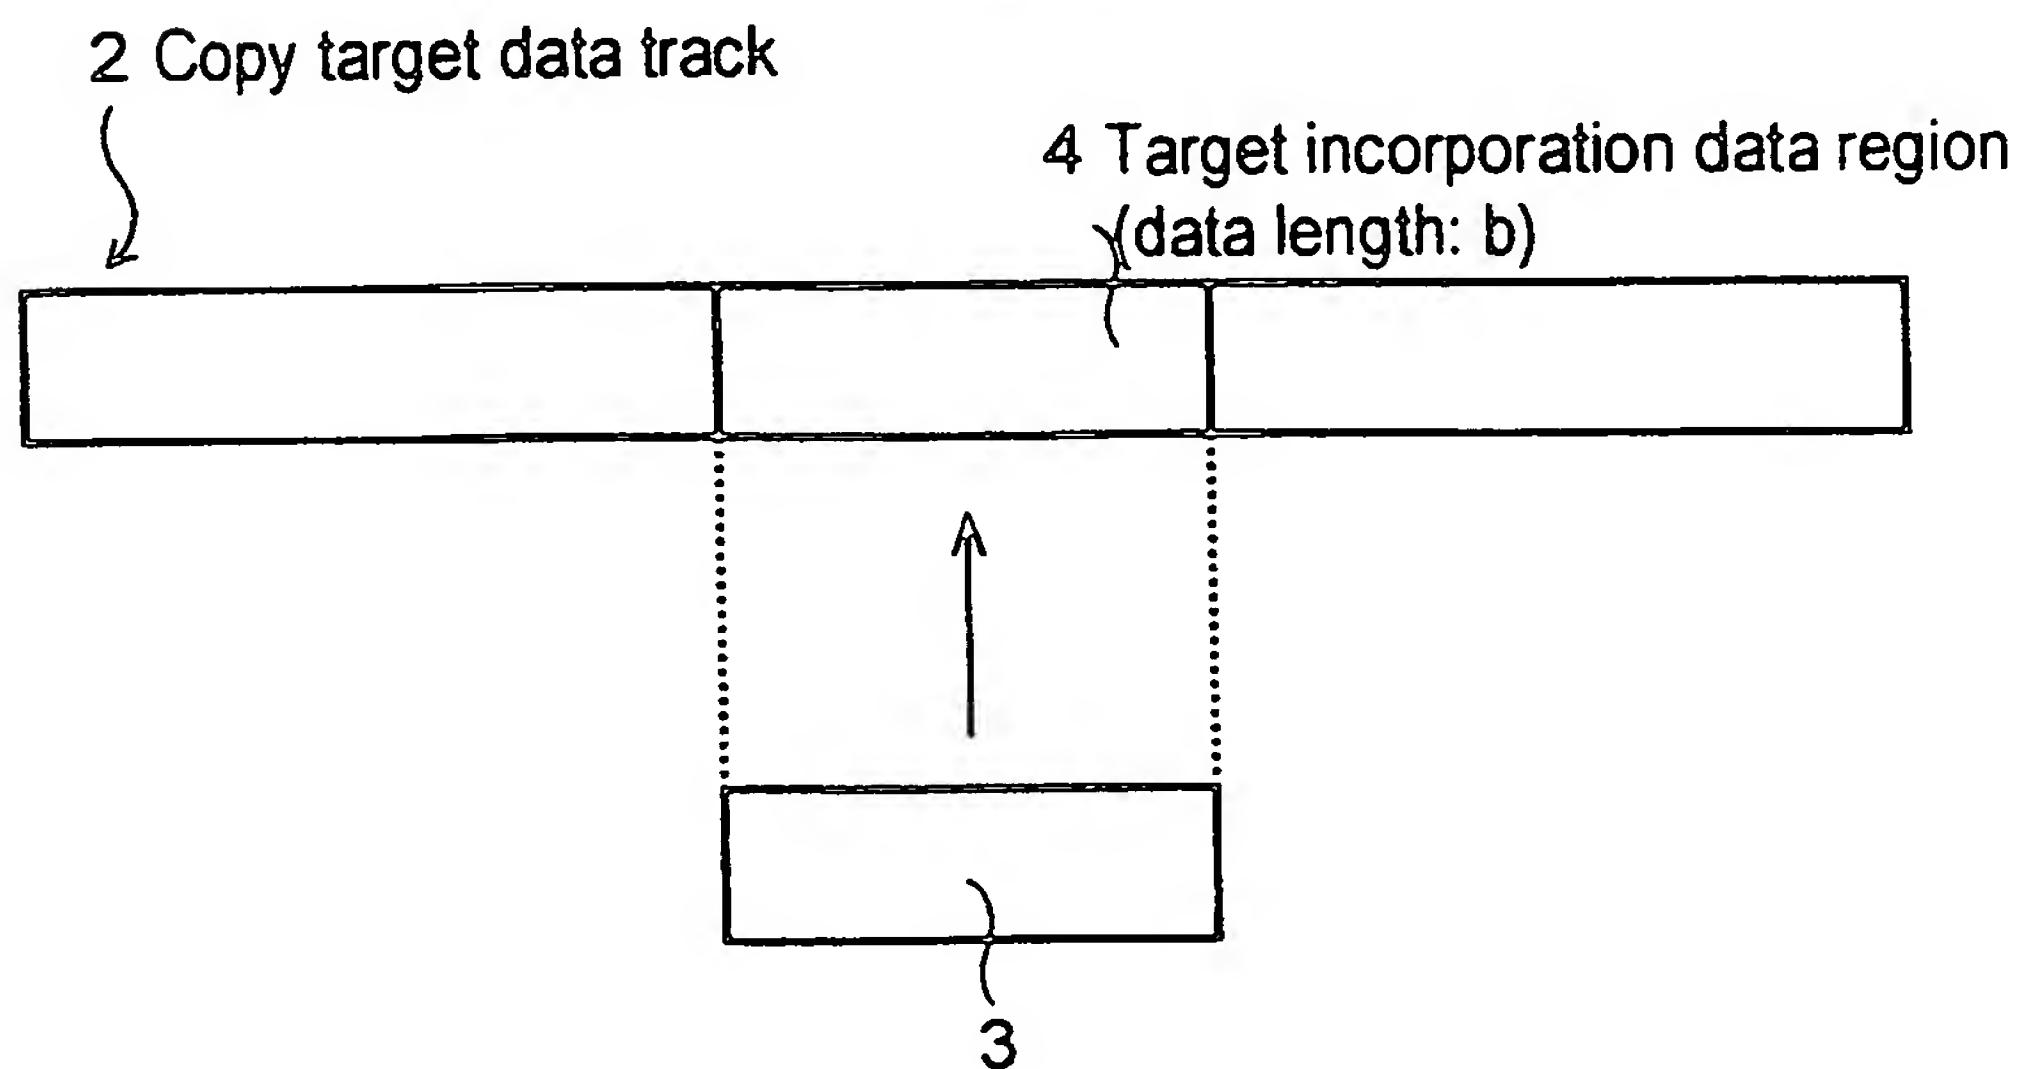 2 Copy target data track
4 Target incorporation data region
(data length: b)
3